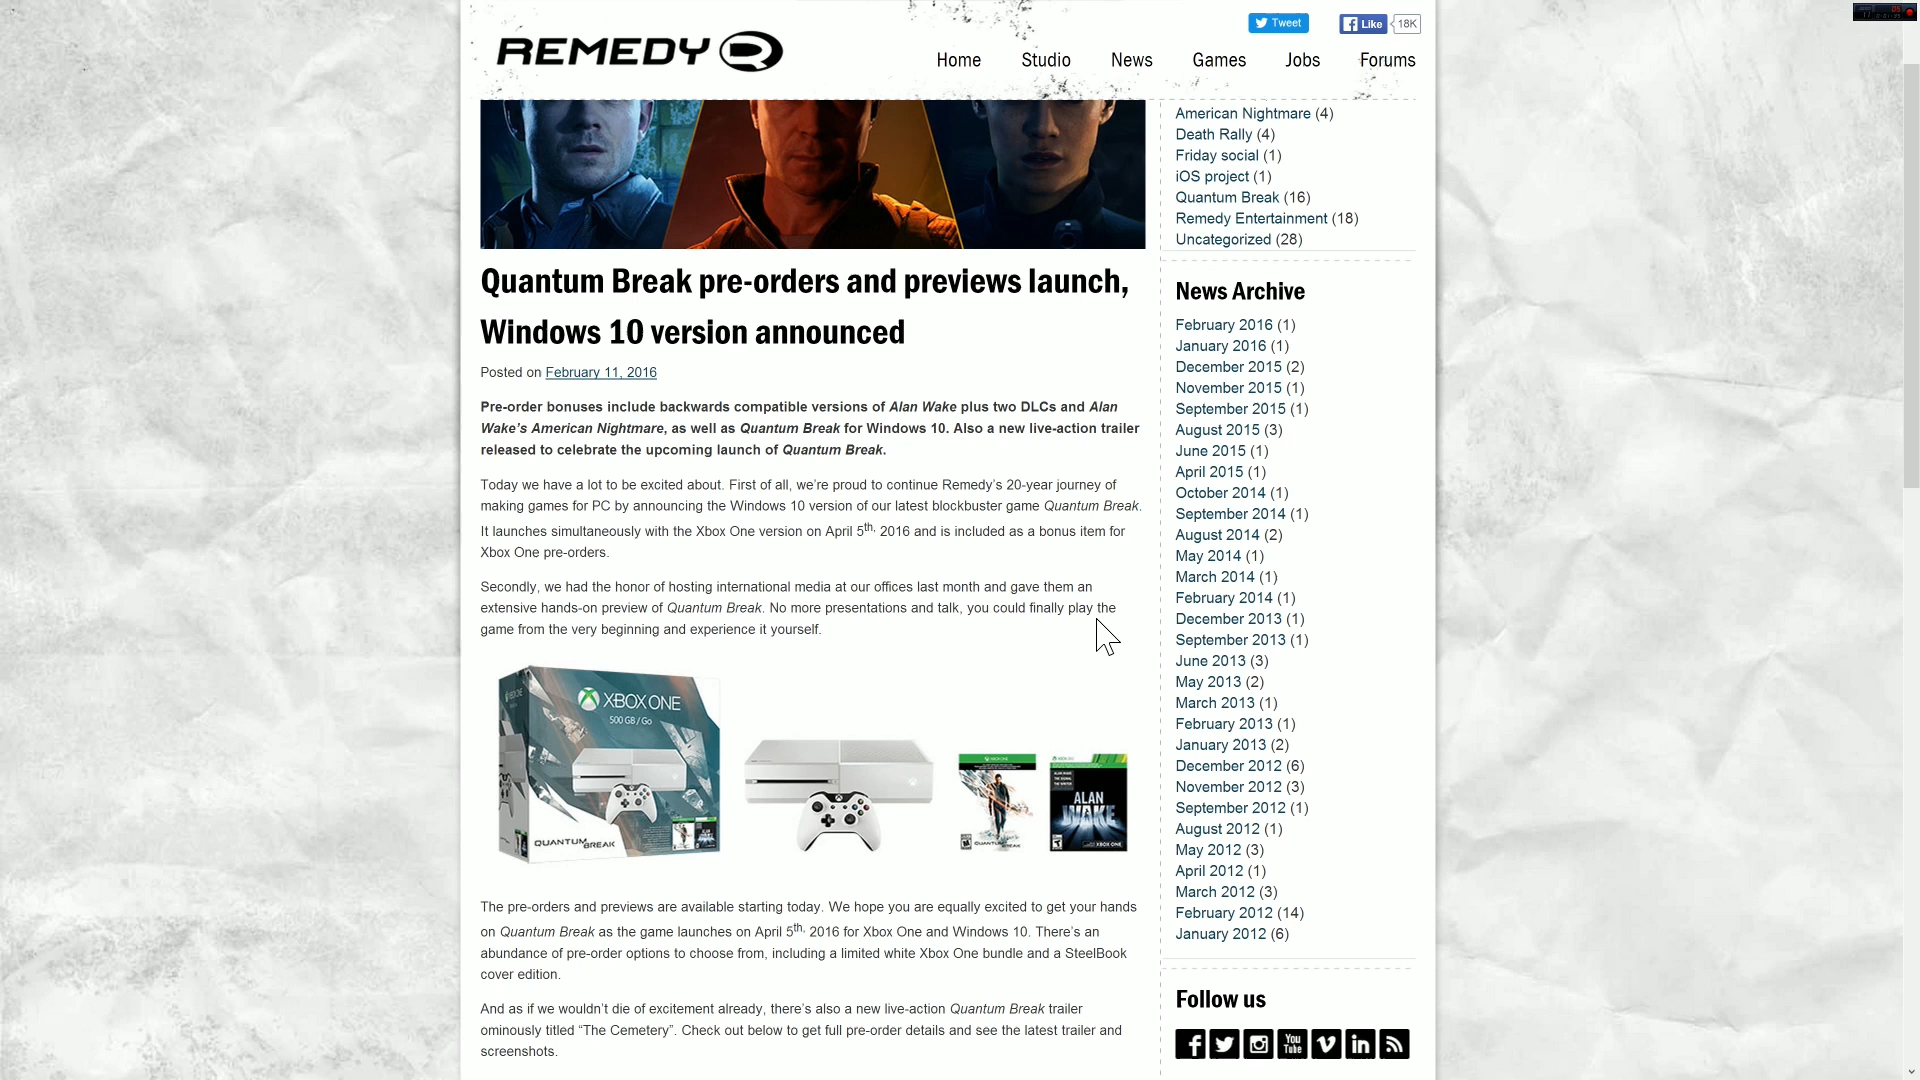 REMEDY
Tweet
Like
18K
Home
Studio
News
Games
Jobs
Forums
Quantum Break pre-orders and previews launch,
Windows 10 version announced
Posted on February 11, 2016
Pre-order bonuses include backwards compatible versions of Alan Wake plus two DLCs and Alan
Wake’s American Nightmare, as well as Quantum Break for Windows 10. Also a new live-action trailer
released to celebrate the upcoming launch of Quantum Break.
Today we have a lot to be excited about. First of all, we’re proud to continue Remedy’s 20-year journey of
making games for PC by announcing the Windows 10 version of our latest blockbuster game Quantum Break.
It launches simultaneously with the Xbox One version on April 5th, 2016 and is included as a bonus item for
Xbox One pre-orders.
Secondly, we had the honor of hosting international media at our offices last month and gave them an
extensive hands-on preview of Quantum Break. No more presentations and talk, you could finally play the
game from the very beginning and experience it yourself.
XBOX ONE
500 GB / Go
QUANTUM BREAK
QUANTUM BREAK
ALAN
WAKE
XBOX ONE
The pre-orders and previews are available starting today. We hope you are equally excited to get your hands
on Quantum Break as the game launches on April 5th, 2016 for Xbox One and Windows 10. There’s an
abundance of pre-order options to choose from, including a limited white Xbox One bundle and a SteelBook
cover edition.
And as if we wouldn’t die of excitement already, there’s also a new live-action Quantum Break trailer
ominously titled “The Cemetery”. Check out below to get full pre-order details and see the latest trailer and
screenshots.
American Nightmare (4)
Death Rally (4)
Friday social (1)
iOS project (1)
Quantum Break (16)
Remedy Entertainment (18)
Uncategorized (28)
News Archive
February 2016 (1)
January 2016 (1)
December 2015 (2)
November 2015 (1)
September 2015 (1)
August 2015 (3)
June 2015 (1)
April 2015 (1)
October 2014 (1)
September 2014 (1)
August 2014 (2)
May 2014 (1)
March 2014 (1)
February 2014 (1)
December 2013 (1)
September 2013 (1)
June 2013 (3)
May 2013 (2)
March 2013 (1)
February 2013 (1)
January 2013 (2)
December 2012 (6)
November 2012 (3)
September 2012 (1)
August 2012 (1)
May 2012 (3)
April 2012 (1)
March 2012 (3)
February 2012 (14)
January 2012 (6)
Follow us
You
Tube